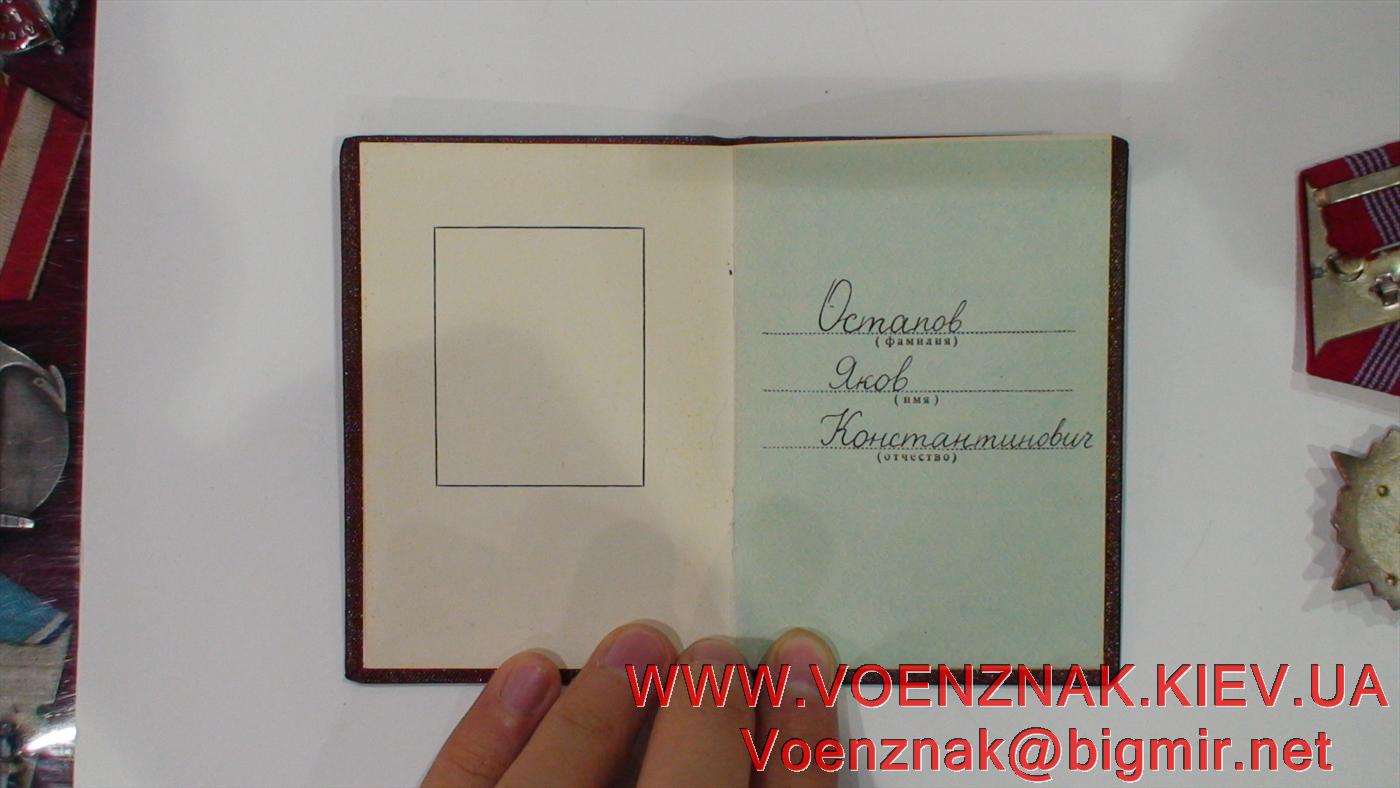 Остапов
(фамилия)
Яков
(имя)
Константинович
(отчество)
WWW.VOENZNAK.KIEV.UA
Voenznak@bigmir.net